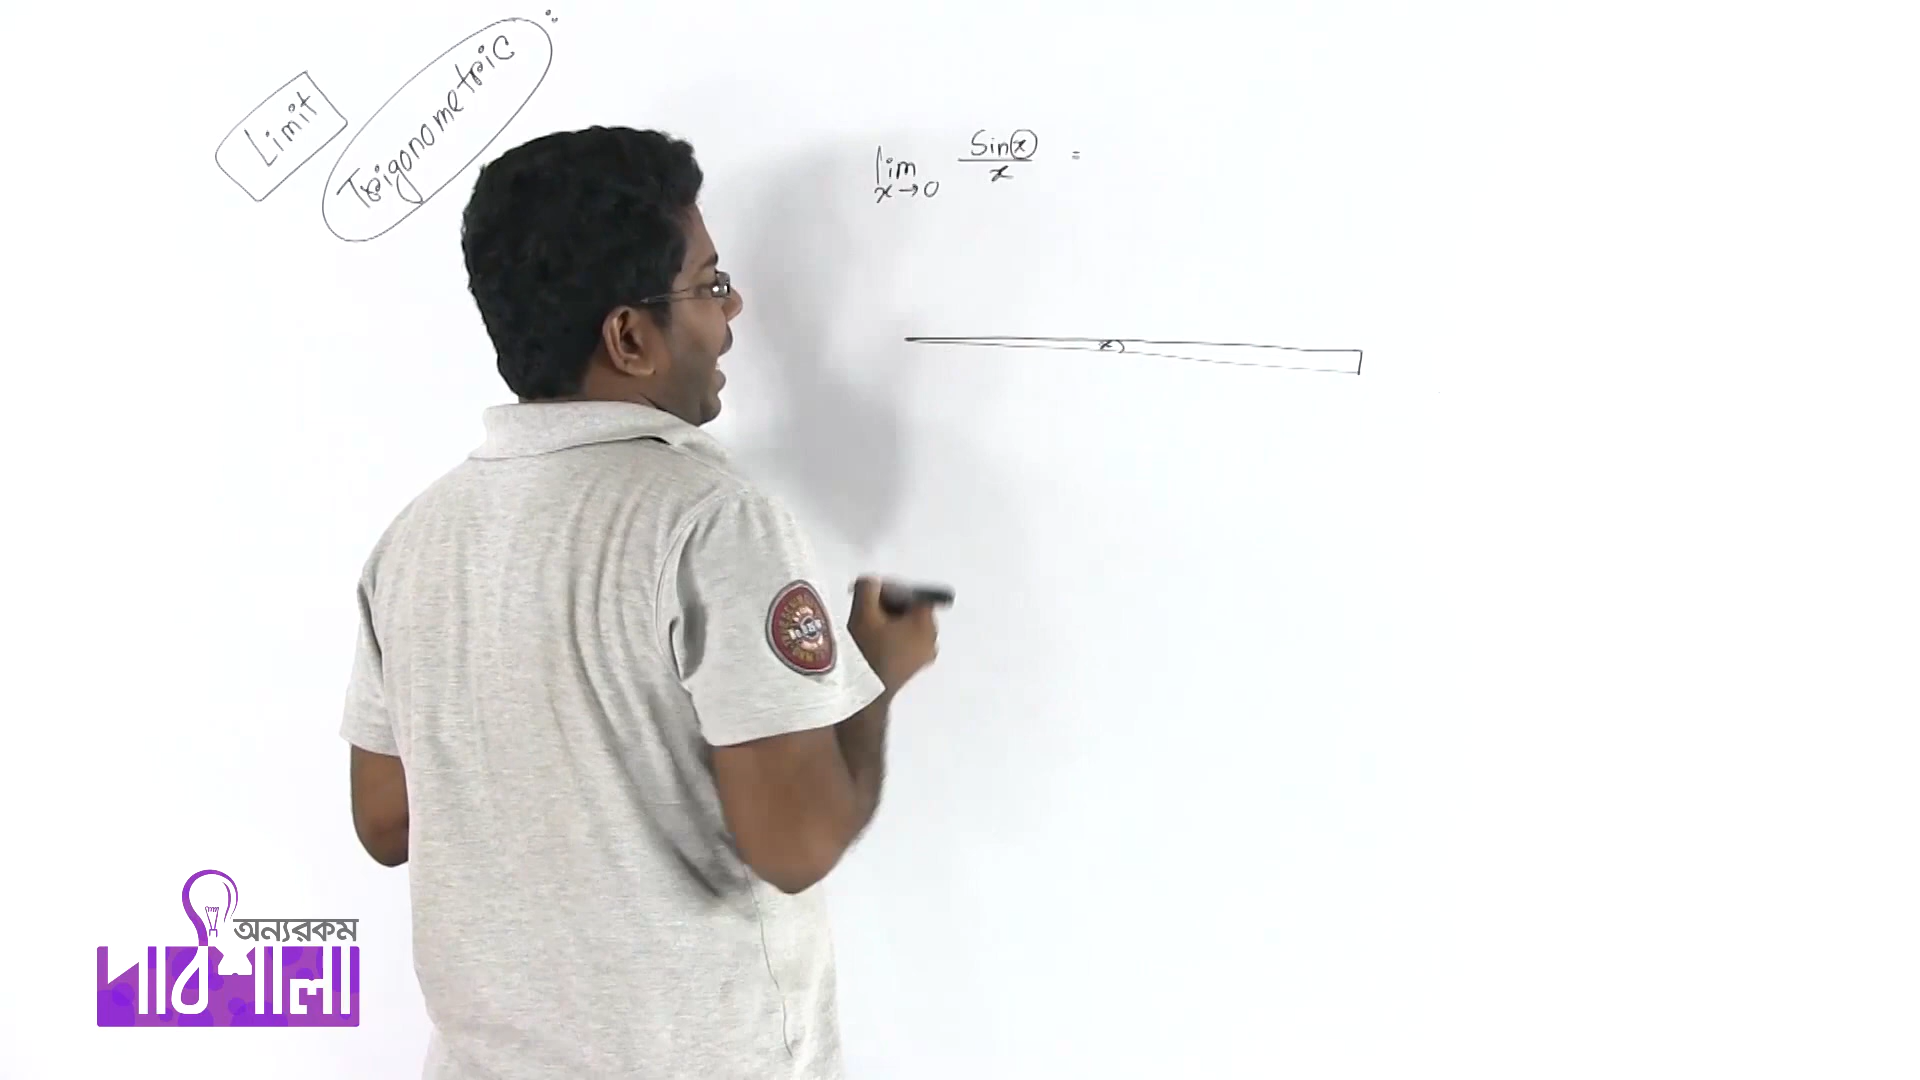 Limit
Trigonometric
lim
x→0
Sin(x)
x
=
x
অন্যরকম
পাঠশালা